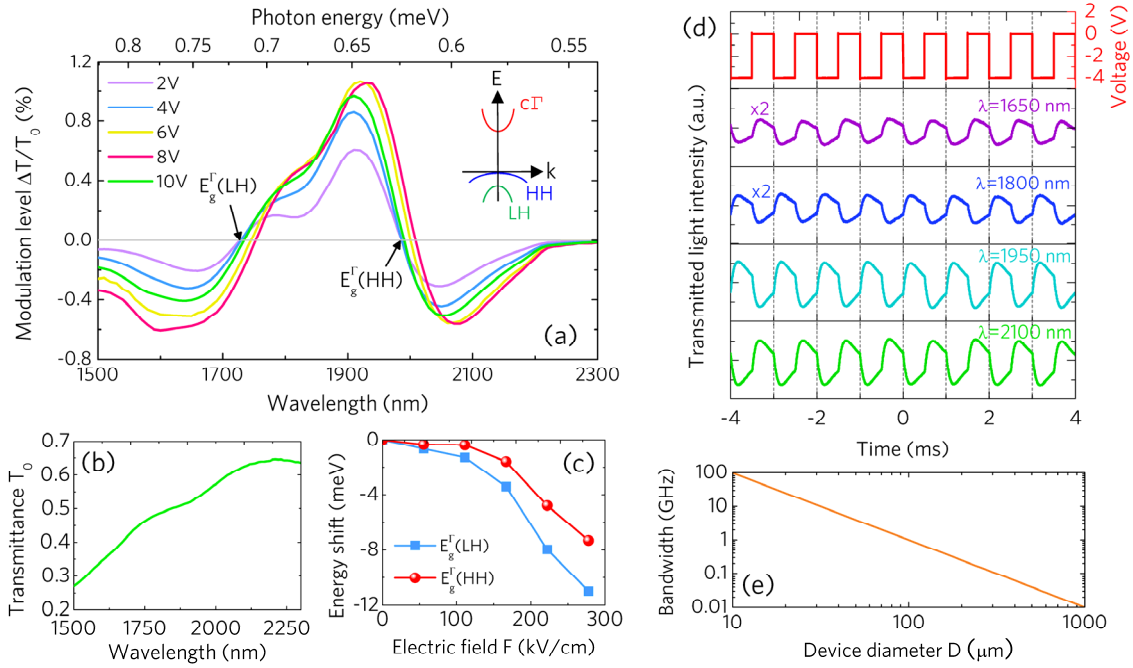 Photon energy (meV)
0.8 0.75 0.7 0.65 0.6 0.55
Modulation level ΔT/T₀ (%)
1.2
0.8
0.4
0.0
-0.4
-0.8
2V
4V
6V
8V
10V
E
cΓ
k
HH
LH
E_g^Γ(LH)
E_g^Γ(HH)
(a)
1500 1700 1900 2100 2300
Wavelength (nm)
(b)
Transmittance T₀
0.7
0.6
0.5
0.4
0.3
0.2
1500 1750 2000 2250
Wavelength (nm)
(c)
Energy shift (meV)
0
-4
-8
-12
E_g^Γ(LH)
E_g^Γ(HH)
0 100 200 300
Electric field F (kV/cm)
(d)
2
0
-2
-4
Voltage (V)
Transmitted light intensity (a.u.)
x2 λ=1650 nm
x2 λ=1800 nm
λ=1950 nm
λ=2100 nm
-4 -2 0 2 4
Time (ms)
Bandwidth (GHz)
100
10
1
0.1
0.01
(e)
10 100 1000
Device diameter D (μm)